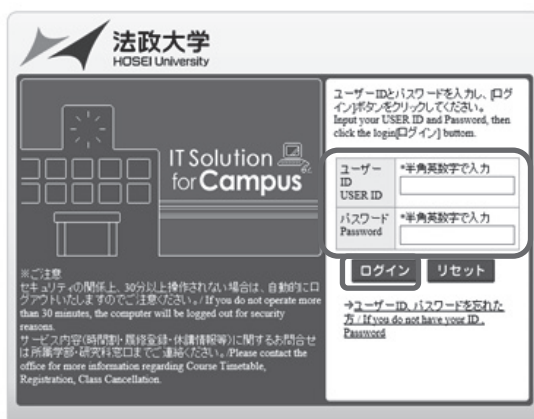 法政大学
HOSEI University
IT Solution
for Campus
※ご注意
セキュリティの関係上、30分以上操作されない場合は、自動的にロ
グアウトいたしますのでご注意ください。/ If you do not operate more
than 30 minutes, the computer will be logged out for security
reasons.
サービス内容(時間割・履修登録・休講情報等)に関するお問合せ
は所属学部・研究科窓口までご連絡ください。/Please contact the
office for more information regarding Course Timetable,
Registration, Class Cancellation.
ユーザーIDとパスワードを入力し、[ログ
イン]ボタンをクリックしてください。
Input your USER ID and Password, then
click the login[ログイン] buttom.
ユーザー
ID
USER ID
*半角英数字で入力
パスワード
Password
*半角英数字で入力
ログイン リセット
→ユーザーID、パスワードを忘れた
方 / If you do not have your ID 、
Password